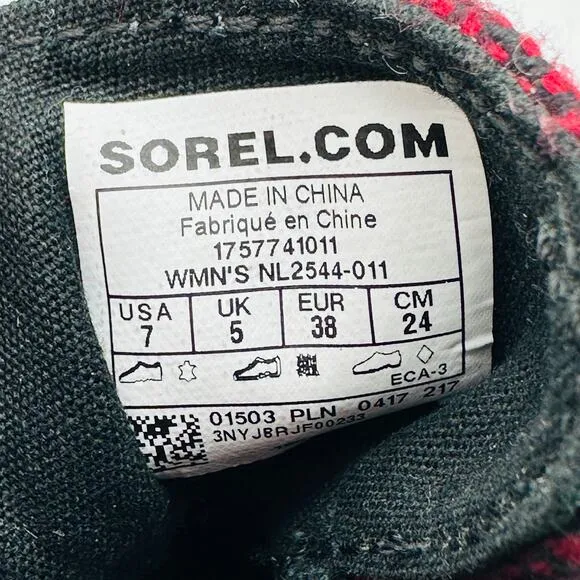 SOREL.COM
MADE IN CHINA
Fabriqué en Chine
1757741011
WMN'S NL2544-011
USA UK EUR CM
7 5 38 24
ECA-3
01503 PLN 0417 217
3NYJ8RJF00233